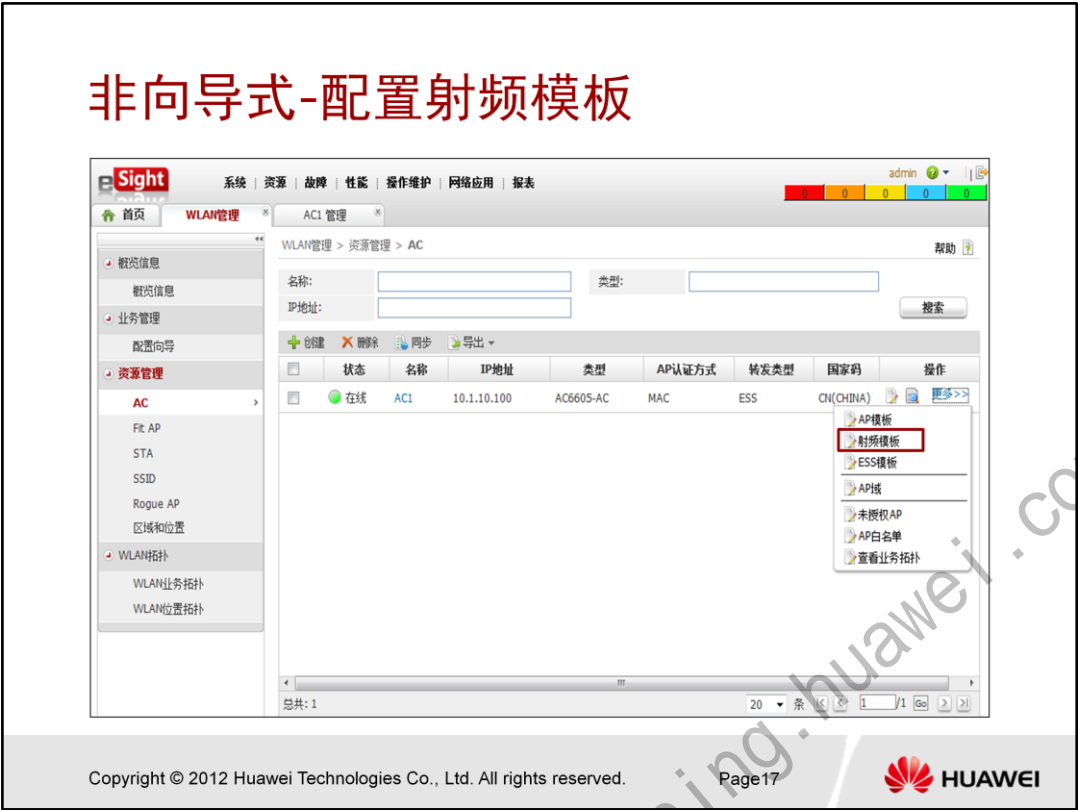 非向导式-配置射频模板
eSight
系统 | 资源 | 故障 | 性能 | 操作维护 | 网络应用 | 报表
admin
0 0 0 0 0
首页 WLAN管理 AC1 管理
WLAN管理 > 资源管理 > AC
帮助
概览信息
概览信息
业务管理
配置向导
资源管理
AC
Fit AP
STA
SSID
Rogue AP
区域和位置
WLAN拓扑
WLAN业务拓扑
WLAN位置拓扑
名称: 类型:
IP地址:
搜索
创建 删除 同步 导出
状态 名称 IP地址 类型 AP认证方式 转发类型 国家码 操作
在线 AC1 10.1.10.100 AC6605-AC MAC ESS CN(CHINA) 更多>>
AP模板
射频模板
ESS模板
AP域
未授权AP
AP白名单
查看业务拓扑
总共: 1
20 条 1 /1 Go
ing.huawei.co
Copyright © 2012 Huawei Technologies Co., Ltd. All rights reserved.
Page17
HUAWEI